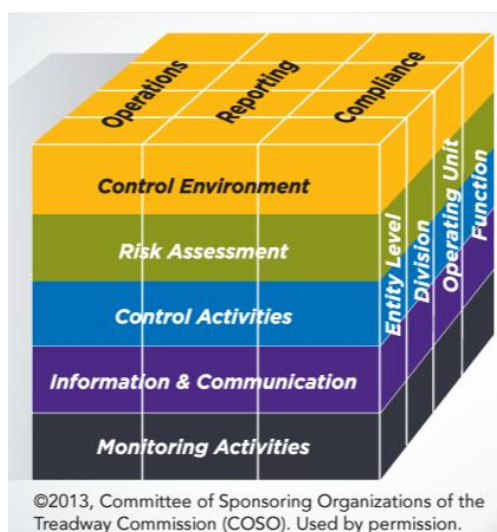 Operations
Reporting
Compliance
Control Environment
Risk Assessment
Control Activities
Information & Communication
Monitoring Activities
Entity Level
Division
Operating Unit
Function
©2013, Committee of Sponsoring Organizations of the
Treadway Commission (COSO). Used by permission.